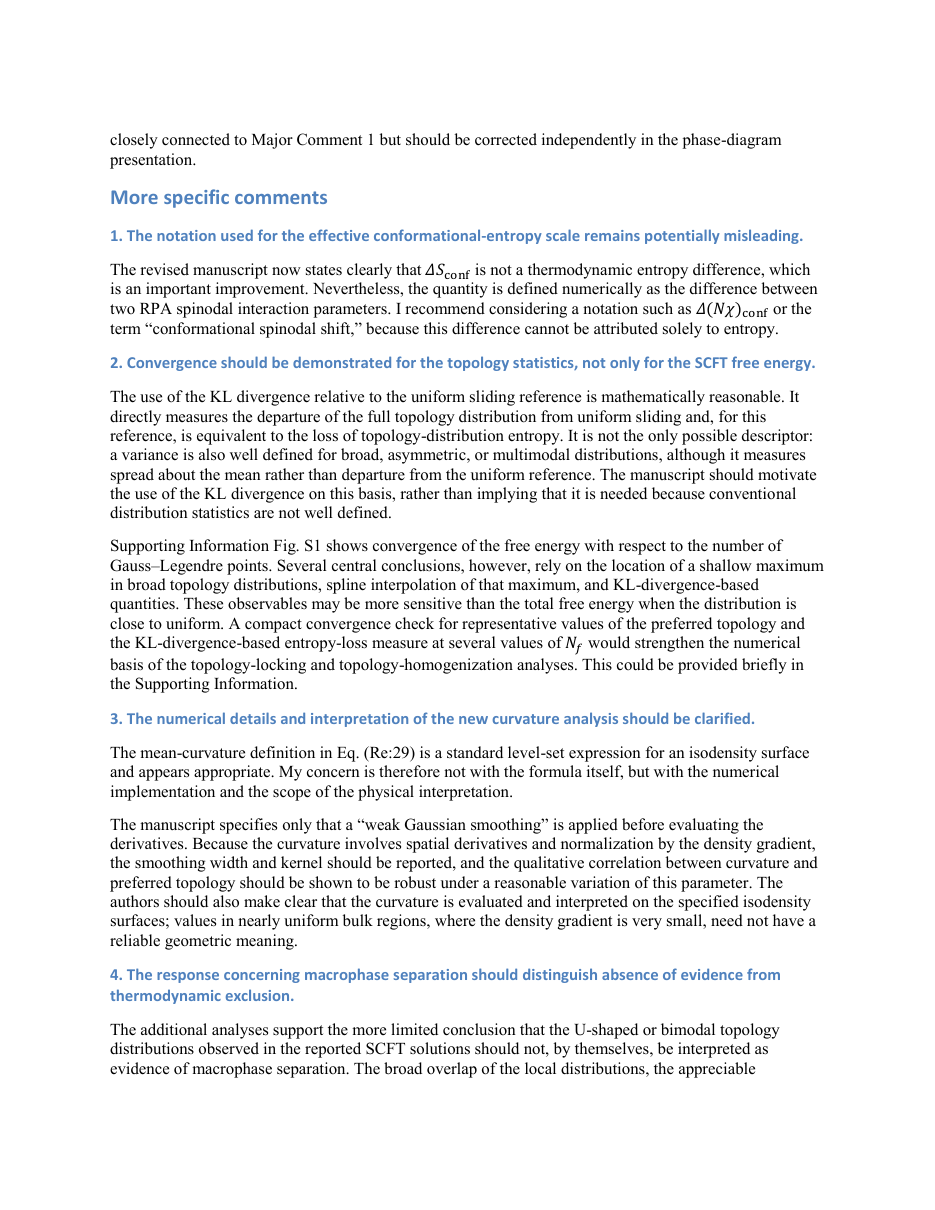 closely connected to Major Comment 1 but should be corrected independently in the phase-diagram
presentation.
More specific comments
1. The notation used for the effective conformational-entropy scale remains potentially misleading.
The revised manuscript now states clearly that ΔS_conf is not a thermodynamic entropy difference, which
is an important improvement. Nevertheless, the quantity is defined numerically as the difference between
two RPA spinodal interaction parameters. I recommend considering a notation such as Δ(Nχ)_conf or the
term “conformational spinodal shift,” because this difference cannot be attributed solely to entropy.
2. Convergence should be demonstrated for the topology statistics, not only for the SCFT free energy.
The use of the KL divergence relative to the uniform sliding reference is mathematically reasonable. It
directly measures the departure of the full topology distribution from uniform sliding and, for this
reference, is equivalent to the loss of topology-distribution entropy. It is not the only possible descriptor:
a variance is also well defined for broad, asymmetric, or multimodal distributions, although it measures
spread about the mean rather than departure from the uniform reference. The manuscript should motivate
the use of the KL divergence on this basis, rather than implying that it is needed because conventional
distribution statistics are not well defined.
Supporting Information Fig. S1 shows convergence of the free energy with respect to the number of
Gauss–Legendre points. Several central conclusions, however, rely on the location of a shallow maximum
in broad topology distributions, spline interpolation of that maximum, and KL-divergence-based
quantities. These observables may be more sensitive than the total free energy when the distribution is
close to uniform. A compact convergence check for representative values of the preferred topology and
the KL-divergence-based entropy-loss measure at several values of N_f would strengthen the numerical
basis of the topology-locking and topology-homogenization analyses. This could be provided briefly in
the Supporting Information.
3. The numerical details and interpretation of the new curvature analysis should be clarified.
The mean-curvature definition in Eq. (Re:29) is a standard level-set expression for an isodensity surface
and appears appropriate. My concern is therefore not with the formula itself, but with the numerical
implementation and the scope of the physical interpretation.
The manuscript specifies only that a “weak Gaussian smoothing” is applied before evaluating the
derivatives. Because the curvature involves spatial derivatives and normalization by the density gradient,
the smoothing width and kernel should be reported, and the qualitative correlation between curvature and
preferred topology should be shown to be robust under a reasonable variation of this parameter. The
authors should also make clear that the curvature is evaluated and interpreted on the specified isodensity
surfaces; values in nearly uniform bulk regions, where the density gradient is very small, need not have a
reliable geometric meaning.
4. The response concerning macrophase separation should distinguish absence of evidence from
thermodynamic exclusion.
The additional analyses support the more limited conclusion that the U-shaped or bimodal topology
distributions observed in the reported SCFT solutions should not, by themselves, be interpreted as
evidence of macrophase separation. The broad overlap of the local distributions, the appreciable